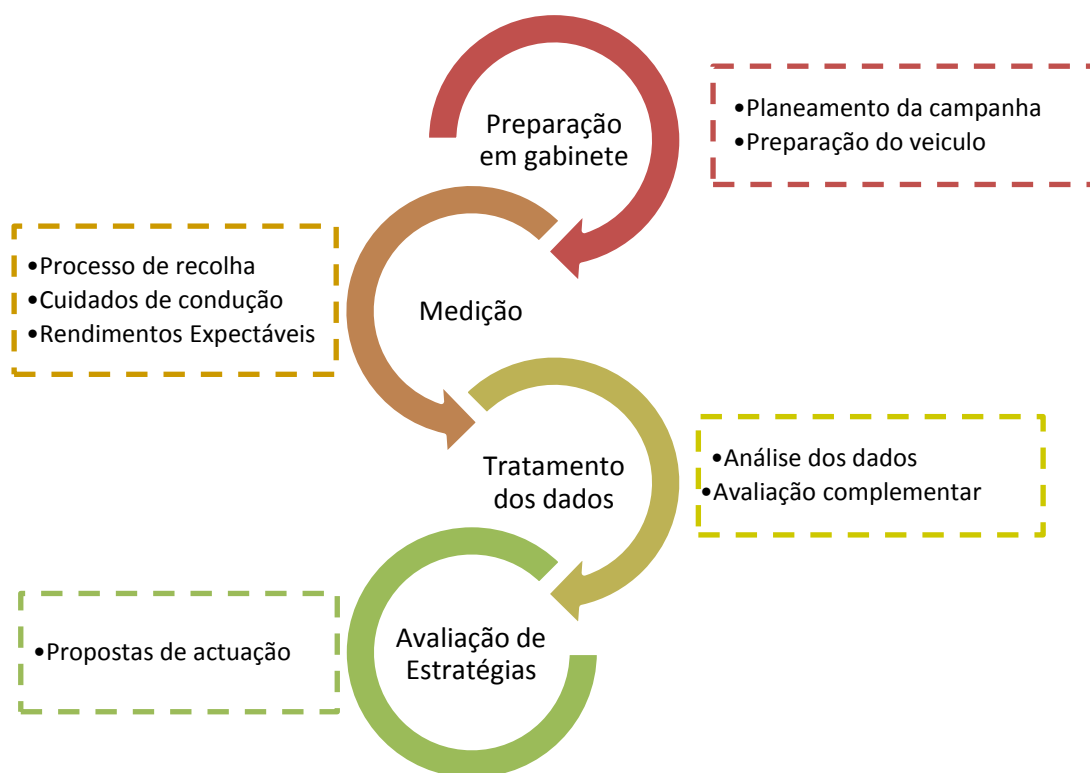 Preparação
em gabinete
•Planeamento da campanha
•Preparação do veiculo
•Processo de recolha
•Cuidados de condução
•Rendimentos Expectáveis
Medição
Tratamento
dos dados
•Análise dos dados
•Avaliação complementar
•Propostas de actuação
Avaliação de
Estratégias